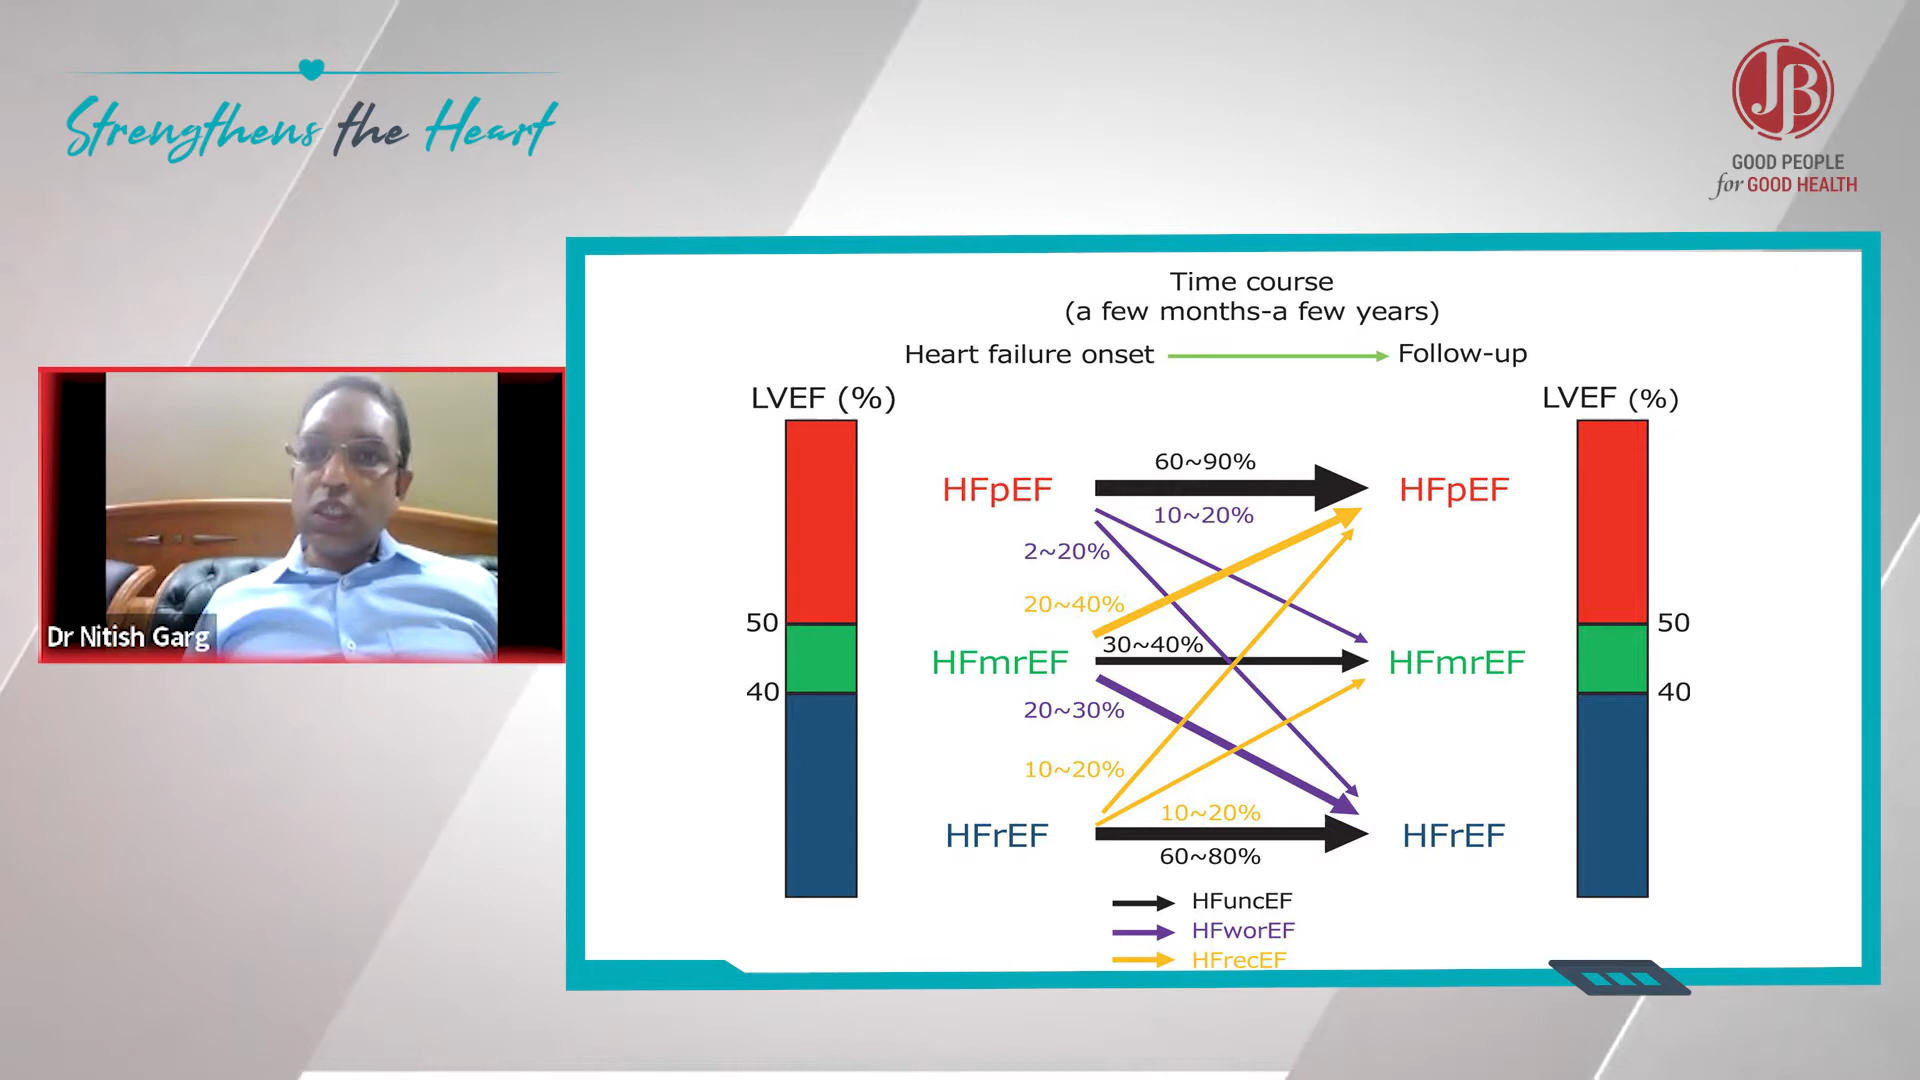 Strengthens the Heart
JB
GOOD PEOPLE
for GOOD HEALTH
Time course
(a few months-a few years)
Heart failure onset
Follow-up
LVEF (%)
LVEF (%)
60~90%
HFpEF
HFpEF
10~20%
2~20%
20~40%
50
50
30~40%
HFmrEF
HFmrEF
40
40
20~30%
10~20%
10~20%
HFrEF
HFrEF
60~80%
HFuncEF
HFworEF
HFrecEF
Dr Nitish Garg